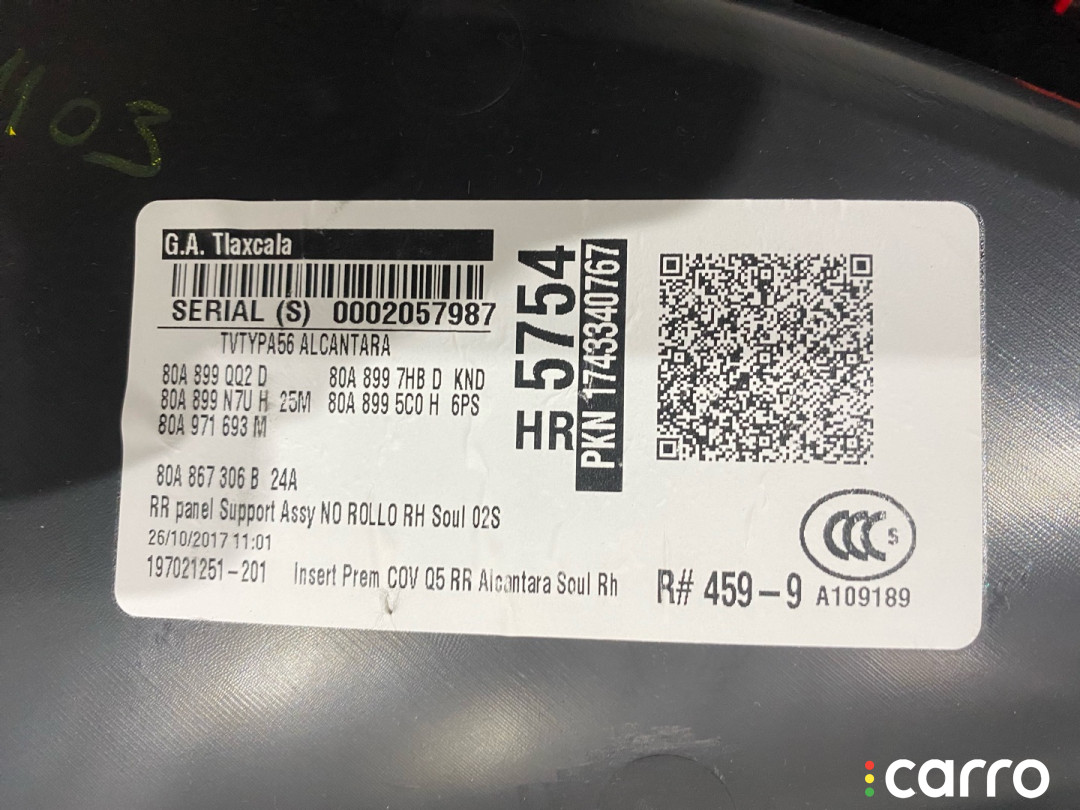 1103
G.A. Tlaxcala
SERIAL (S) 0002057987
TVTYPA56 ALCANTARA
80A 899 QQ2 D 80A 899 7HB D KND
80A 899 N7U H 25M 80A 899 5C0 H 6PS
80A 971 693 M
80A 867 306 B 24A
RR panel Support Assy NO ROLLO RH Soul 02S
26/10/2017 11:01
197021251-201 Insert Prem COV Q5 RR Alcantara Soul Rh
HR 5754
PKN 1743340767
CCC S
R# 459-9 A109189
carro